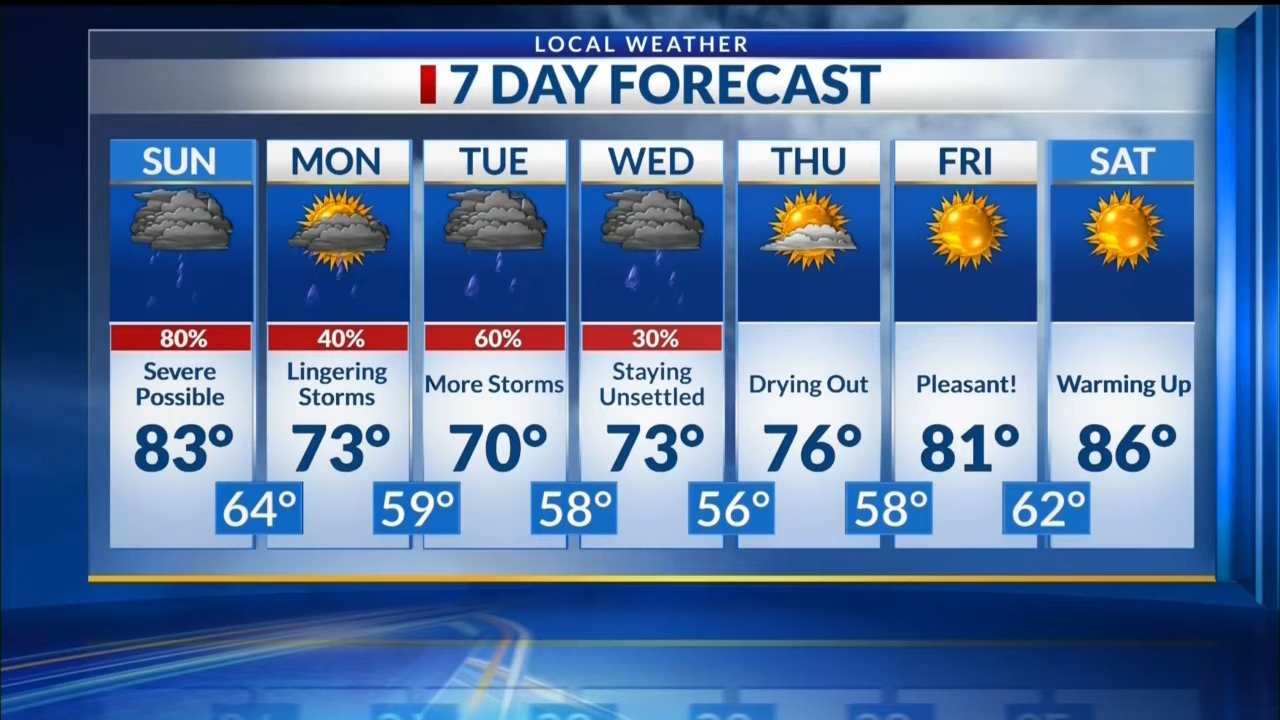 LOCAL WEATHER
7 DAY FORECAST
SUN MON TUE WED THU FRI SAT
80% 40% 60% 30%
Severe Possible
Lingering Storms
More Storms
Staying Unsettled
Drying Out
Pleasant!
Warming Up
83° 73° 70° 73° 76° 81° 86°
64° 59° 58° 56° 58° 62°